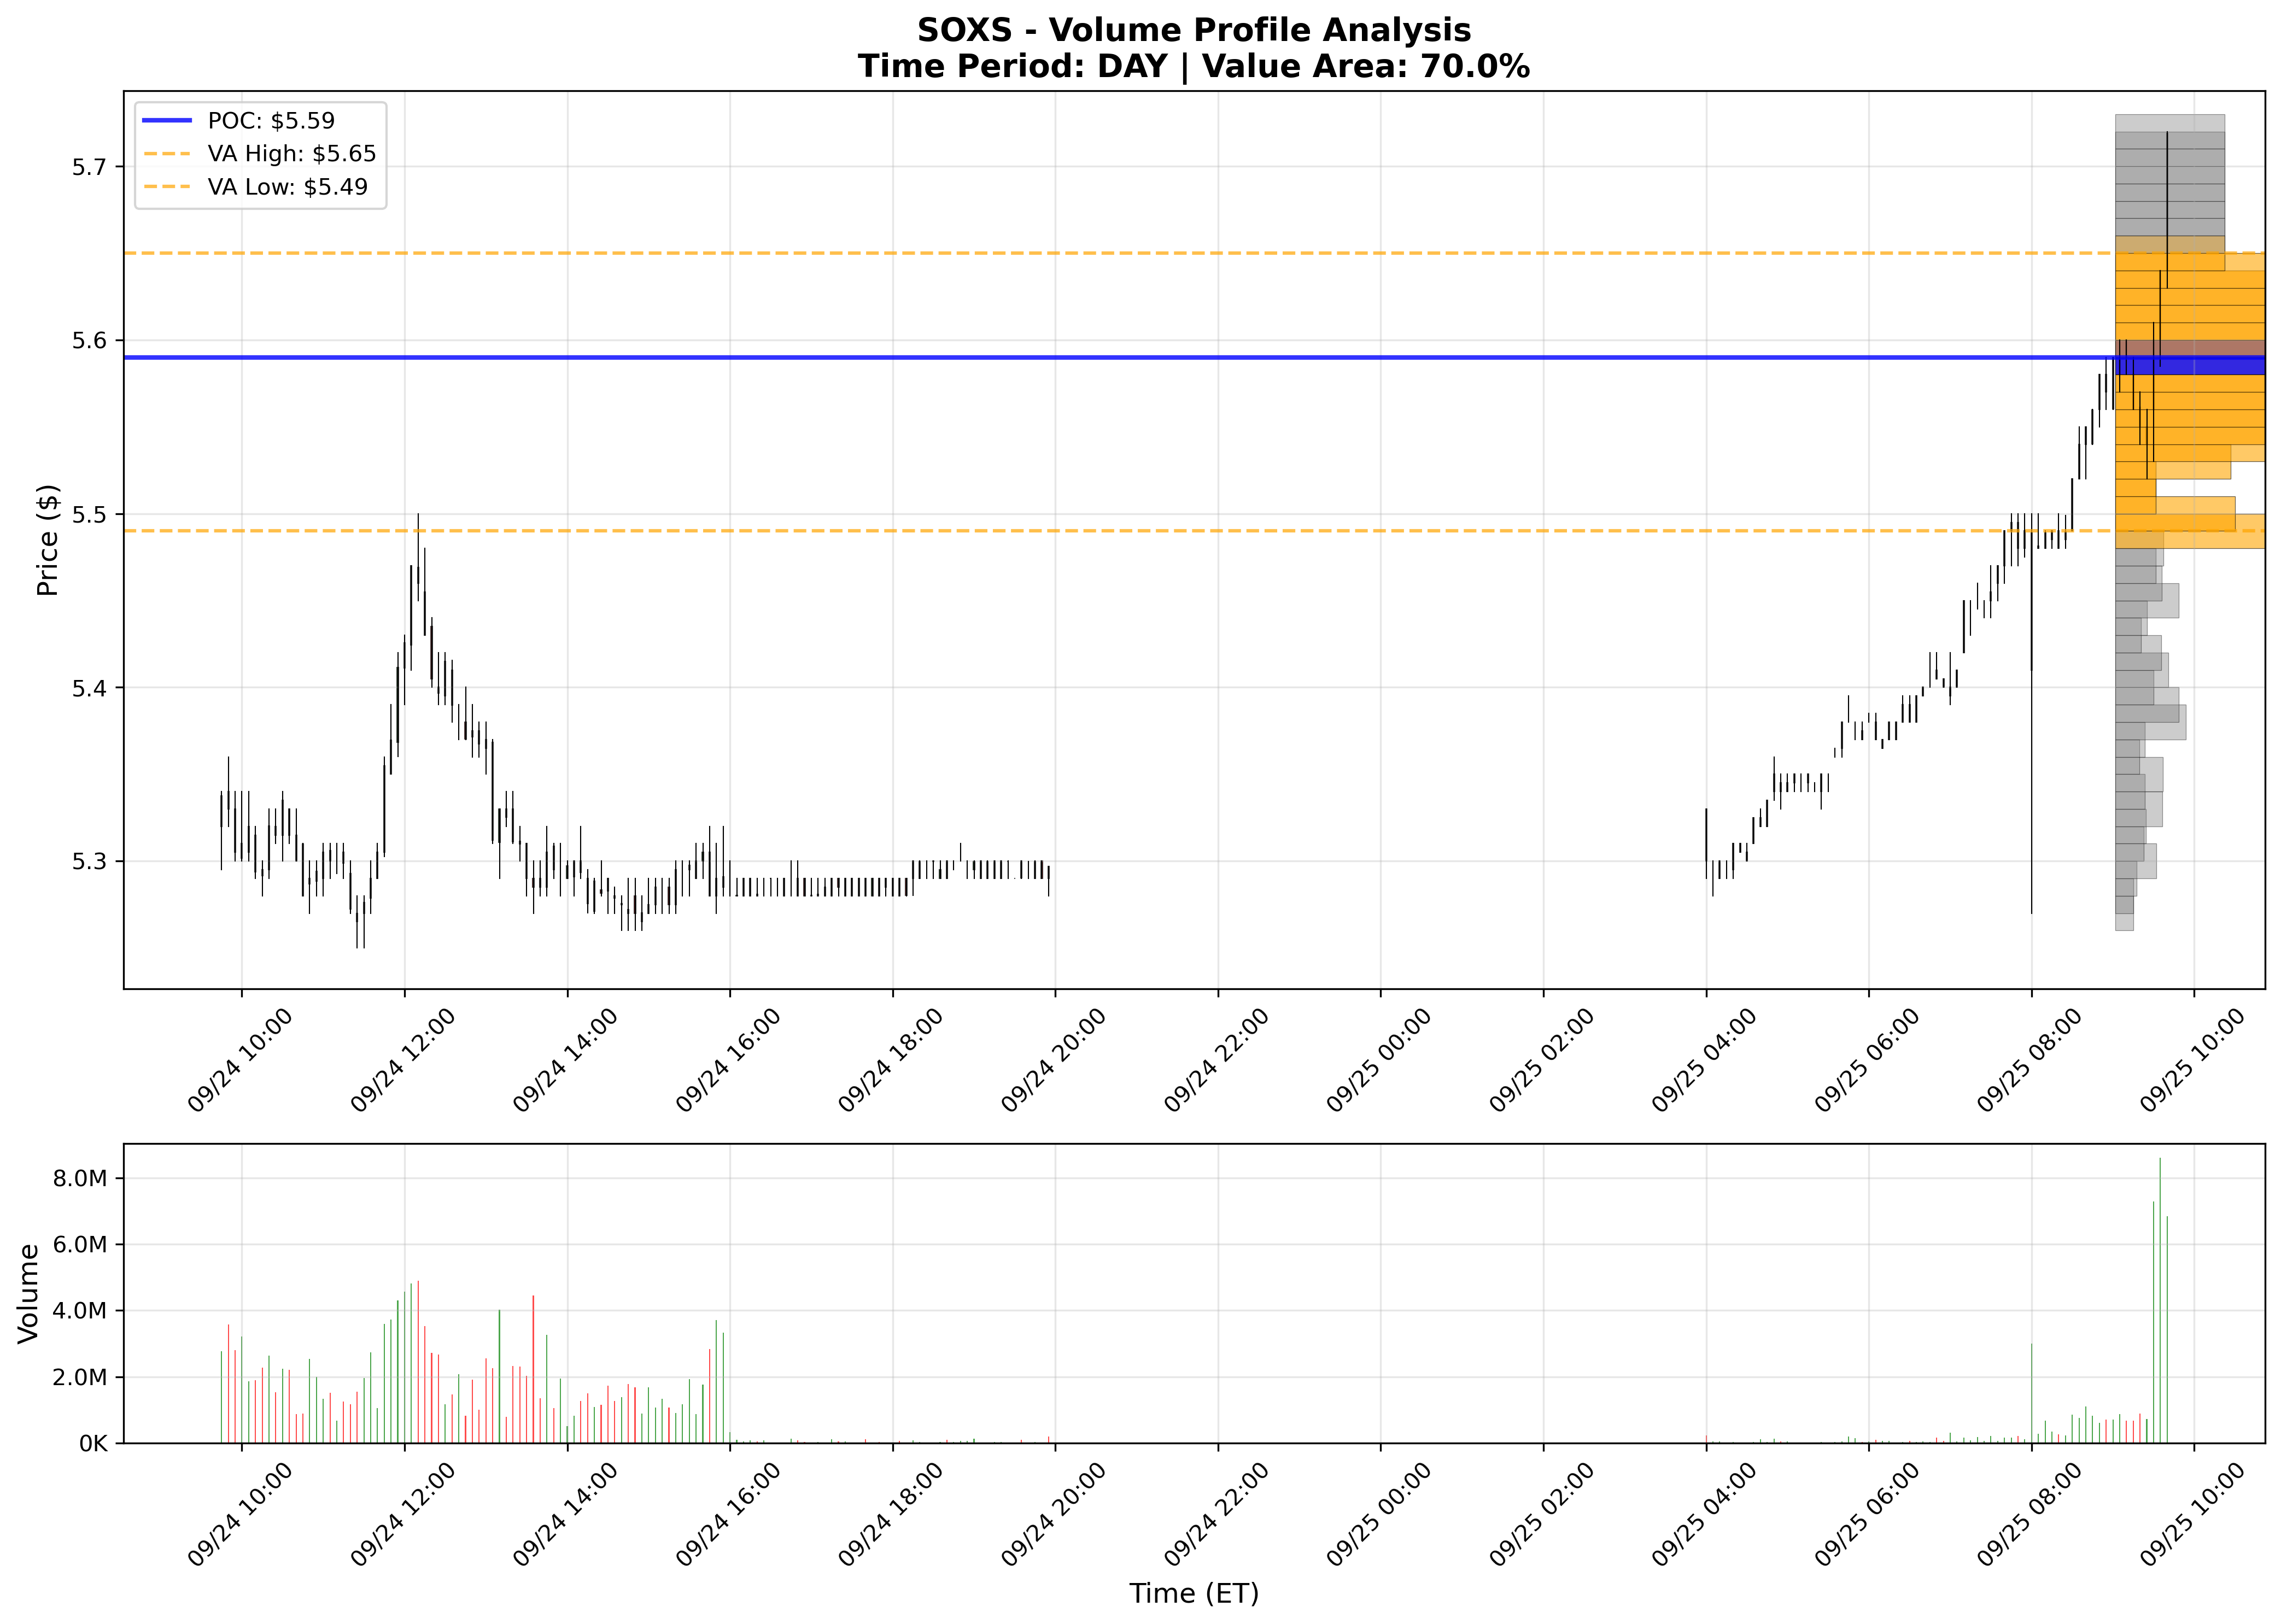 SOXS - Volume Profile Analysis
Time Period: DAY | Value Area: 70.0%
POC: $5.59
VA High: $5.65
VA Low: $5.49
Price ($)
5.7
5.6
5.5
5.4
5.3
09/24 10:00
09/24 12:00
09/24 14:00
09/24 16:00
09/24 18:00
09/24 20:00
09/24 22:00
09/25 00:00
09/25 02:00
09/25 04:00
09/25 06:00
09/25 08:00
09/25 10:00
Volume
8.0M
6.0M
4.0M
2.0M
0K
09/24 10:00
09/24 12:00
09/24 14:00
09/24 16:00
09/24 18:00
09/24 20:00
09/24 22:00
09/25 00:00
09/25 02:00
09/25 04:00
09/25 06:00
09/25 08:00
09/25 10:00
Time (ET)